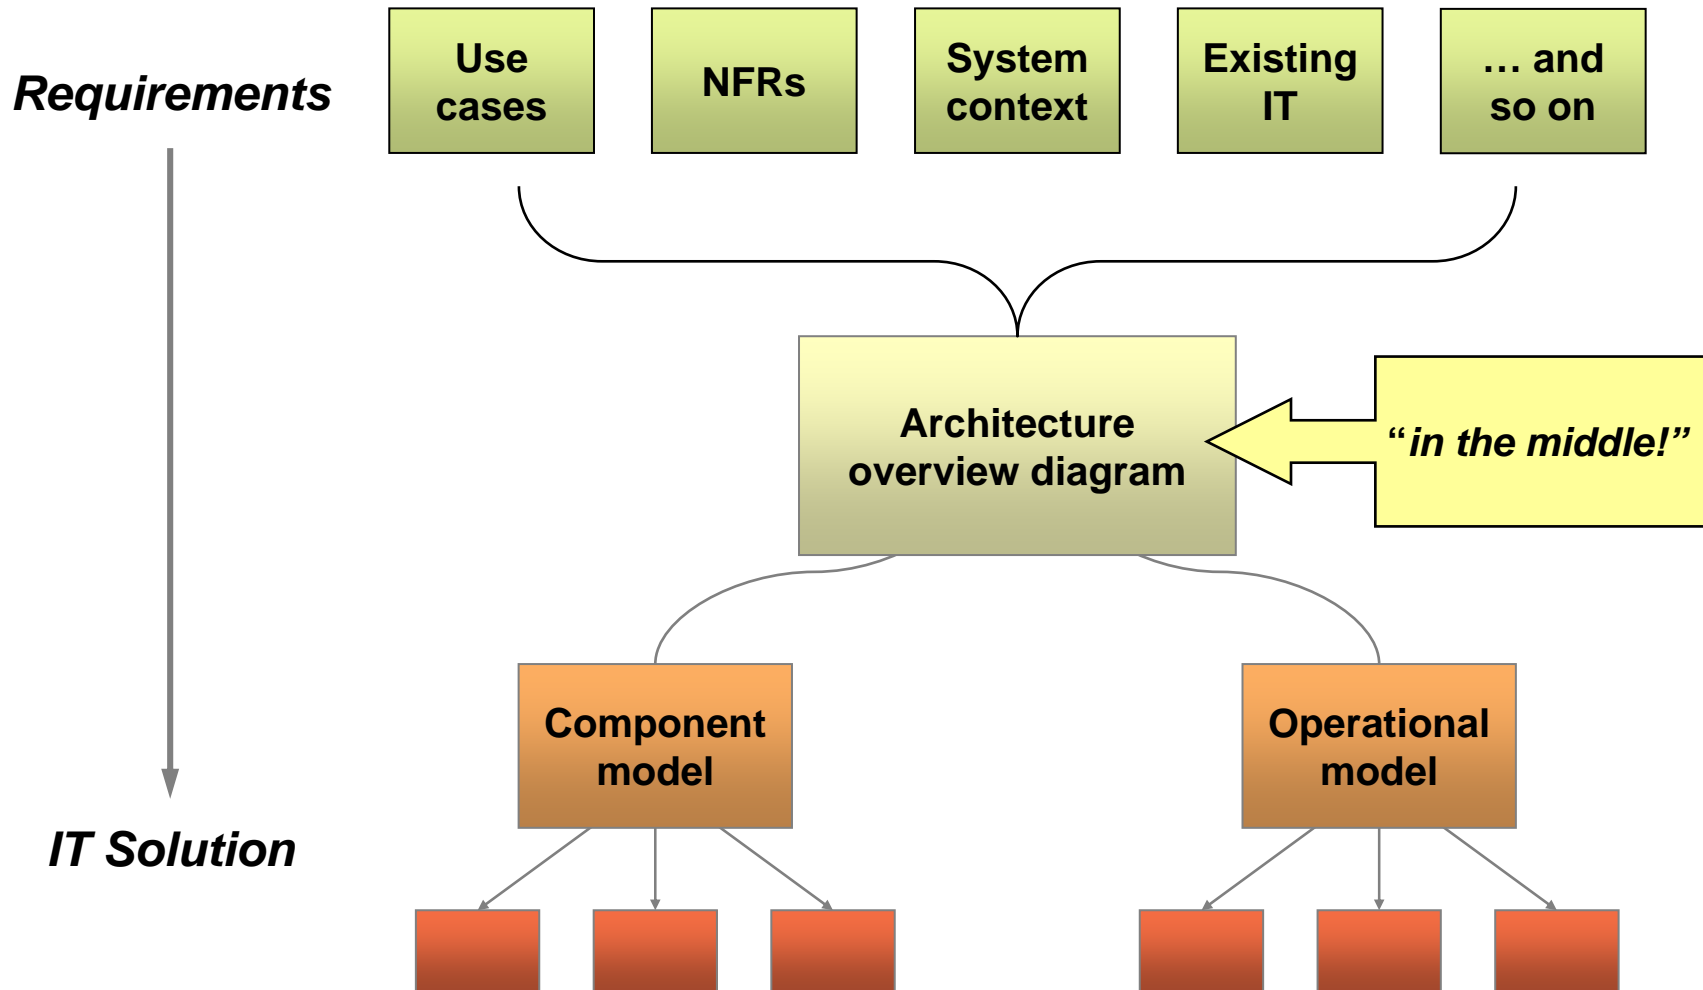 Requirements
Use
cases
NFRs
System
context
Existing
IT
… and
so on
Architecture
overview diagram
“in the middle!”
Component
model
Operational
model
IT Solution